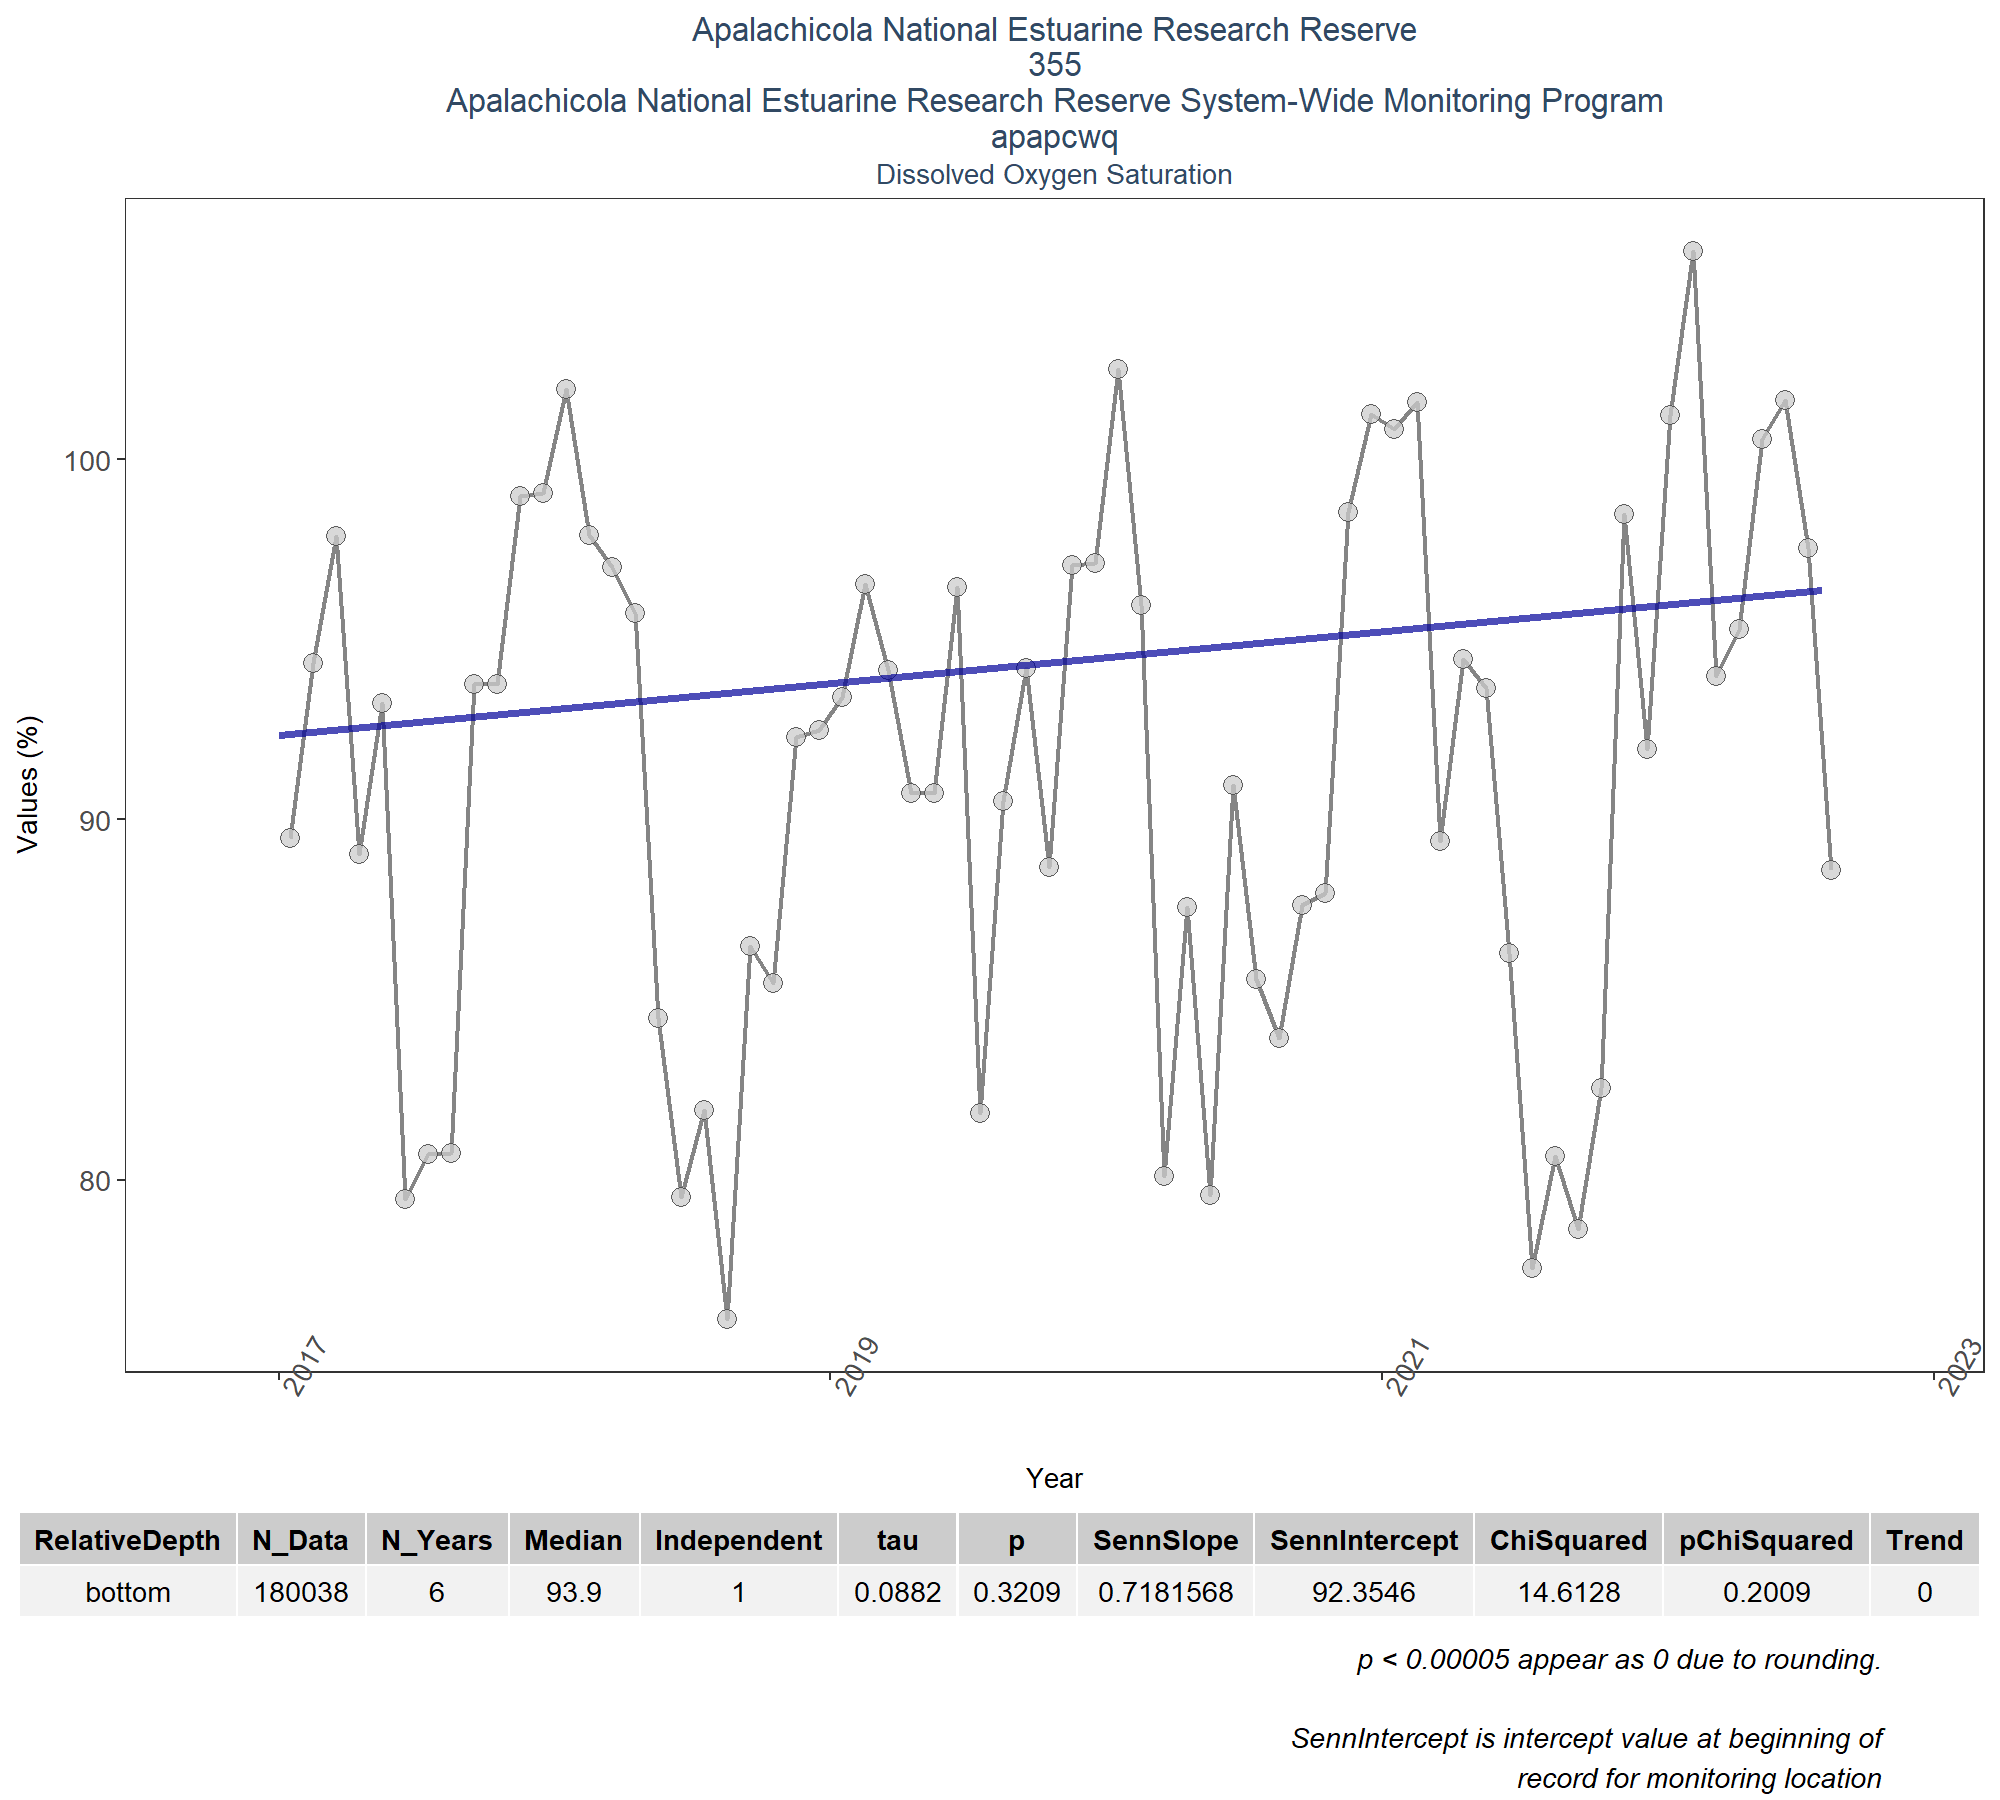 Apalachicola National Estuarine Research Reserve
355
Apalachicola National Estuarine Research Reserve System-Wide Monitoring Program
apapcwq
Dissolved Oxygen Saturation
Values (%)
100
90
80
2017 2019 2021 2023
Year
RelativeDepth N_Data N_Years Median Independent tau p SennSlope SennIntercept ChiSquared pChiSquared Trend
bottom 180038 6 93.9 1 0.0882 0.3209 0.7181568 92.3546 14.6128 0.2009 0
p < 0.00005 appear as 0 due to rounding.
SennIntercept is intercept value at beginning of
record for monitoring location